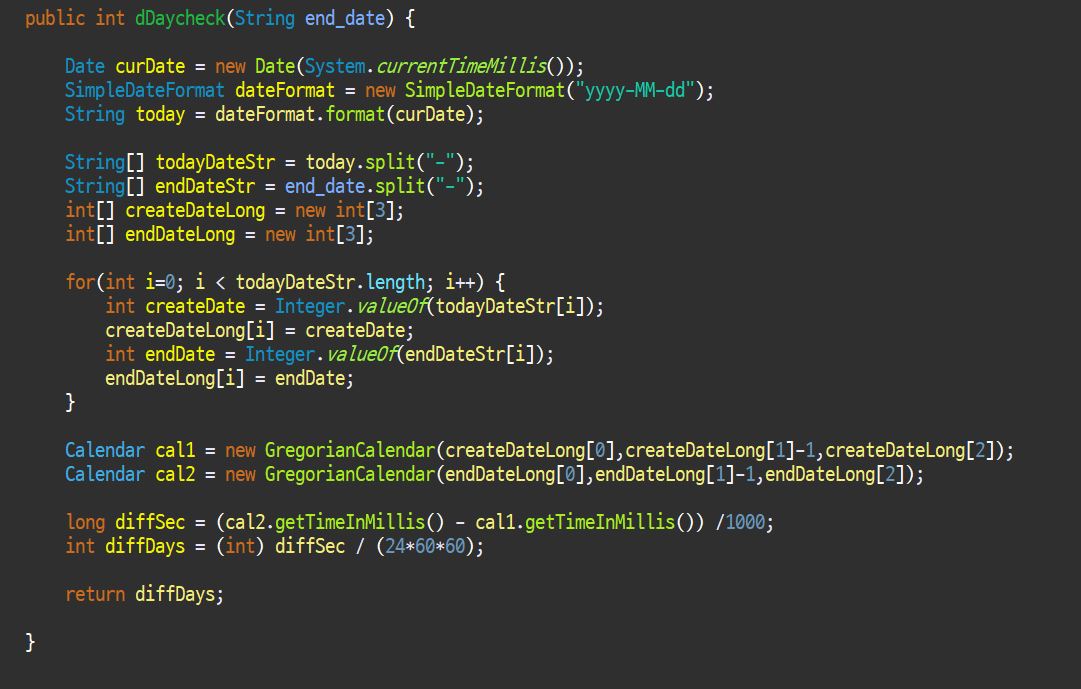 public int dDaycheck(String end_date) {
Date curDate = new Date(System.currentTimeMillis());
SimpleDateFormat dateFormat = new SimpleDateFormat("yyyy-MM-dd");
String today = dateFormat.format(curDate);
String[] todayDateStr = today.split("-");
String[] endDateStr = end_date.split("-");
int[] createDateLong = new int[3];
int[] endDateLong = new int[3];
for(int i=0; i < todayDateStr.length; i++) {
int createDate = Integer.valueOf(todayDateStr[i]);
createDateLong[i] = createDate;
int endDate = Integer.valueOf(endDateStr[i]);
endDateLong[i] = endDate;
}
Calendar cal1 = new GregorianCalendar(createDateLong[0],createDateLong[1]-1,createDateLong[2]);
Calendar cal2 = new GregorianCalendar(endDateLong[0],endDateLong[1]-1,endDateLong[2]);
long diffSec = (cal2.getTimeInMillis() - cal1.getTimeInMillis()) /1000;
int diffDays = (int) diffSec / (24*60*60);
return diffDays;
}